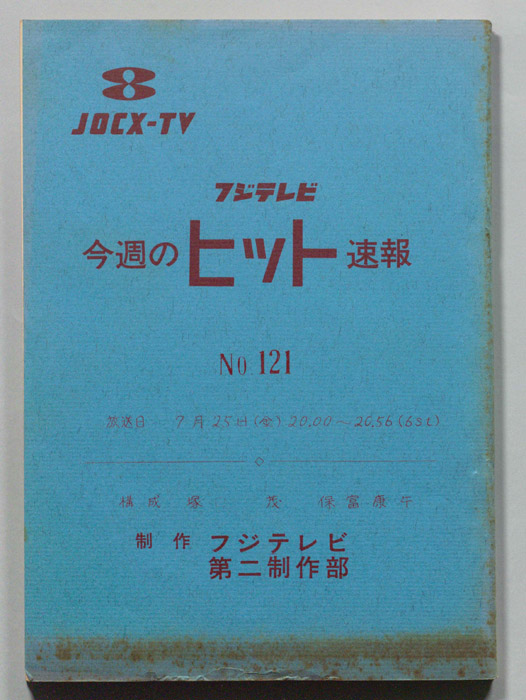 8
JOCX-TV
フジテレビ
今週の ヒット 速報
No. 121
放送日 7月25日(金)20,00～20,56(6St)
構成 塚 茂 保富康午
制作 フジテレビ
第二制作部